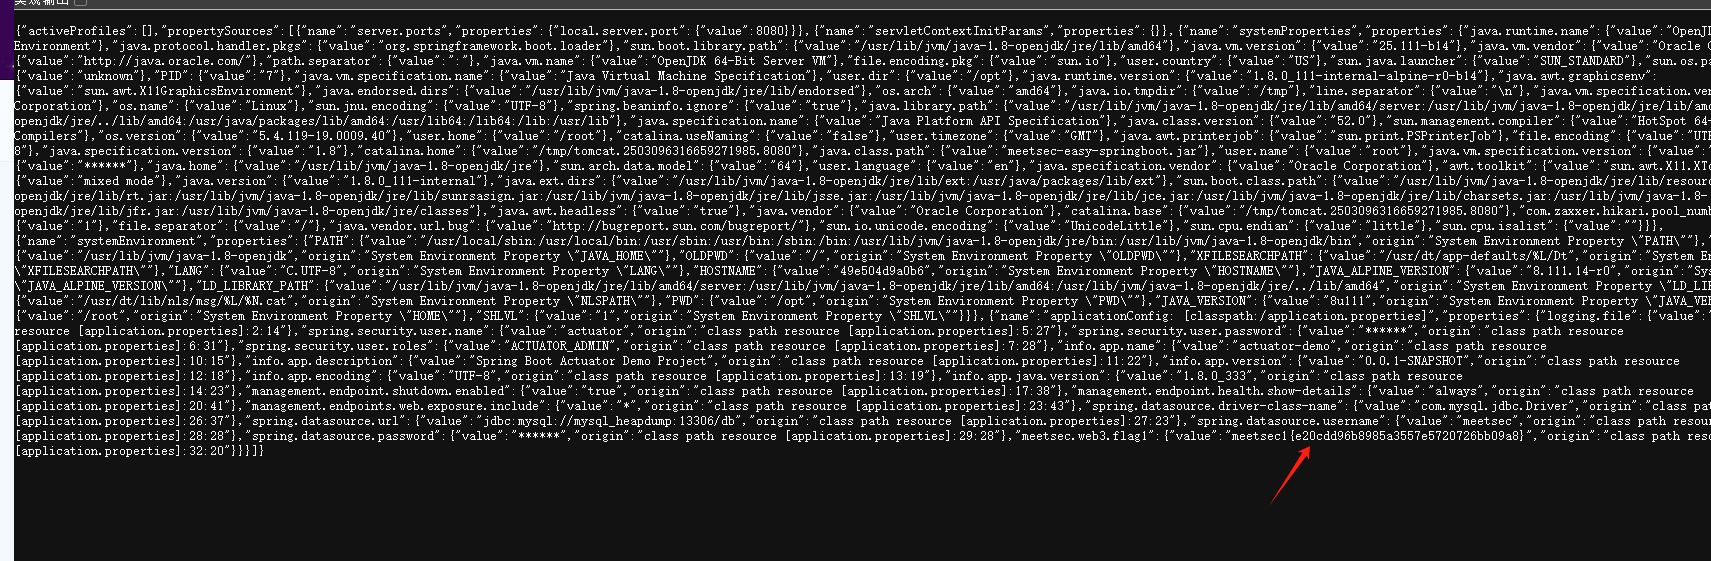 {"activeProfiles":[],"propertySources":[{"name":"server.ports","properties":{"local.server.port":{"value":8080}}},{"name":"servletContextInitParams","properties":{}},{"name":"systemProperties","properties":{"java.runtime.name":{"value":"OpenJD
Environment"},"java.protocol.handler.pkgs":{"value":"org.springframework.boot.loader"},"sun.boot.library.path":{"value":"/usr/lib/jvm/java-1.8-openjdk/jre/lib/amd64"},"java.vm.version":{"value":"25.111-b14"},"java.vm.vendor":{"value":"Oracle C
{"value":"http://java.oracle.com/"},"path.separator":{"value":":"},"java.vm.name":{"value":"OpenJDK 64-Bit Server VM"},"file.encoding.pkg":{"value":"sun.io"},"user.country":{"value":"US"},"sun.java.launcher":{"value":"SUN_STANDARD"},"sun.os.pa
{"value":"unknown"},"PID":{"value":"7"},"java.vm.specification.name":{"value":"Java Virtual Machine Specification"},"user.dir":{"value":"/opt"},"java.runtime.version":{"value":"1.8.0_111-internal-alpine-r0-b14"},"java.awt.graphicsenv":
{"value":"sun.awt.X11GraphicsEnvironment"},"java.endorsed.dirs":{"value":"/usr/lib/jvm/java-1.8-openjdk/jre/lib/endorsed"},"os.arch":{"value":"amd64"},"java.io.tmpdir":{"value":"/tmp"},"line.separator":{"value":"\n"},"java.vm.specification.ve
Corporation"},"os.name":{"value":"Linux"},"sun.jnu.encoding":{"value":"UTF-8"},"spring.beaninfo.ignore":{"value":"true"},"java.library.path":{"value":"/usr/lib/jvm/java-1.8-openjdk/jre/lib/amd64/server:/usr/lib/jvm/java-1.8-openjdk/jre/lib/am
openjdk/jre/../lib/amd64:/usr/java/packages/lib/amd64:/usr/lib64:/lib64:/lib:/usr/lib"},"java.specification.name":{"value":"Java Platform API Specification"},"java.class.version":{"value":"52.0"},"sun.management.compiler":{"value":"HotSpot 64-
Compilers"},"os.version":{"value":"5.4.119-19.0009.40"},"user.home":{"value":"/root"},"catalina.useNaming":{"value":"false"},"user.timezone":{"value":"GMT"},"java.awt.printerjob":{"value":"sun.print.PSPrinterJob"},"file.encoding":{"value":"UT
8"},"java.specification.version":{"value":"1.8"},"catalina.home":{"value":"/tmp/tomcat.2503096316659271985.8080"},"java.class.path":{"value":"meetsec-easy-springboot.jar"},"user.name":{"value":"root"},"java.vm.specification.version":{"value":"
{"value":"******"},"java.home":{"value":"/usr/lib/jvm/java-1.8-openjdk/jre"},"sun.arch.data.model":{"value":"64"},"user.language":{"value":"en"},"java.specification.vendor":{"value":"Oracle Corporation"},"awt.toolkit":{"value":"sun.awt.X11.XTo
{"value":"mixed mode"},"java.version":{"value":"1.8.0_111-internal"},"java.ext.dirs":{"value":"/usr/lib/jvm/java-1.8-openjdk/jre/lib/ext:/usr/java/packages/lib/ext"},"sun.boot.class.path":{"value":"/usr/lib/jvm/java-1.8-openjdk/jre/lib/resour
openjdk/jre/lib/rt.jar:/usr/lib/jvm/java-1.8-openjdk/jre/lib/sunrsasign.jar:/usr/lib/jvm/java-1.8-openjdk/jre/lib/jsse.jar:/usr/lib/jvm/java-1.8-openjdk/jre/lib/jce.jar:/usr/lib/jvm/java-1.8-openjdk/jre/lib/charsets.jar:/usr/lib/jvm/java-1.8-
openjdk/jre/lib/jfr.jar:/usr/lib/jvm/java-1.8-openjdk/jre/classes"},"java.awt.headless":{"value":"true"},"java.vendor":{"value":"Oracle Corporation"},"catalina.base":{"value":"/tmp/tomcat.2503096316659271985.8080"},"com.zaxxer.hikari.pool_numb
{"value":"1"},"file.separator":{"value":"/"},"java.vendor.url.bug":{"value":"http://bugreport.sun.com/bugreport/"},"sun.io.unicode.encoding":{"value":"UnicodeLittle"},"sun.cpu.endian":{"value":"little"},"sun.cpu.isalist":{"value":""}}},
{"name":"systemEnvironment","properties":{"PATH":{"value":"/usr/local/sbin:/usr/local/bin:/usr/sbin:/usr/bin:/sbin:/bin:/usr/lib/jvm/java-1.8-openjdk/jre/bin:/usr/lib/jvm/java-1.8-openjdk/bin","origin":"System Environment Property \"PATH\""},"
{"value":"/usr/lib/jvm/java-1.8-openjdk","origin":"System Environment Property \"JAVA_HOME\""},"OLDPWD":{"value":"/","origin":"System Environment Property \"OLDPWD\""},"XFILESEARCHPATH":{"value":"/usr/dt/app-defaults/%L/Dt","origin":"System En
\"XFILESEARCHPATH\""},"LANG":{"value":"C.UTF-8","origin":"System Environment Property \"LANG\""},"HOSTNAME":{"value":"49e504d9a0b6","origin":"System Environment Property \"HOSTNAME\""},"JAVA_ALPINE_VERSION":{"value":"8.111.14-r0","origin":"Sys
\"JAVA_ALPINE_VERSION\""},"LD_LIBRARY_PATH":{"value":"/usr/lib/jvm/java-1.8-openjdk/jre/lib/amd64/server:/usr/lib/jvm/java-1.8-openjdk/jre/lib/amd64:/usr/lib/jvm/java-1.8-openjdk/jre/../lib/amd64","origin":"System Environment Property \"LD_LIB
{"value":"/usr/dt/lib/nls/msg/%L/%N.cat","origin":"System Environment Property \"NLSPATH\""},"PWD":{"value":"/opt","origin":"System Environment Property \"PWD\""},"JAVA_VERSION":{"value":"8u111","origin":"System Environment Property \"JAVA_VE
{"value":"/root","origin":"System Environment Property \"HOME\""},"SHLVL":{"value":"1","origin":"System Environment Property \"SHLVL\""}}},{"name":"applicationConfig: [classpath:/application.properties]","properties":{"logging.file":{"value":"
resource [application.properties]:2:14"},"spring.security.user.name":{"value":"actuator","origin":"class path resource [application.properties]:5:27"},"spring.security.user.password":{"value":"******","origin":"class path resource
[application.properties]:6:31"},"spring.security.user.roles":{"value":"ACTUATOR_ADMIN","origin":"class path resource [application.properties]:7:28"},"info.app.name":{"value":"actuator-demo","origin":"class path resource
[application.properties]:10:15"},"info.app.description":{"value":"Spring Boot Actuator Demo Project","origin":"class path resource [application.properties]:11:22"},"info.app.version":{"value":"0.0.1-SNAPSHOT","origin":"class path resource
[application.properties]:12:18"},"info.app.encoding":{"value":"UTF-8","origin":"class path resource [application.properties]:13:19"},"info.app.java.version":{"value":"1.8.0_333","origin":"class path resource
[application.properties]:14:23"},"management.endpoint.shutdown.enabled":{"value":"true","origin":"class path resource [application.properties]:17:38"},"management.endpoint.health.show-details":{"value":"always","origin":"class path resource
[application.properties]:20:41"},"management.endpoints.web.exposure.include":{"value":"*","origin":"class path resource [application.properties]:23:43"},"spring.datasource.driver-class-name":{"value":"com.mysql.jdbc.Driver","origin":"class pat
[application.properties]:26:37"},"spring.datasource.url":{"value":"jdbc:mysql://mysql_heapdump:13306/db","origin":"class path resource [application.properties]:27:23"},"spring.datasource.username":{"value":"meetsec","origin":"class path resour
[application.properties]:28:28"},"spring.datasource.password":{"value":"******","origin":"class path resource [application.properties]:29:28"},"meetsec.web3.flag1":{"value":"meetsec1{e20cdd96b8985a3557e5720726bb09a8}","origin":"class path reso
[application.properties]:32:20"}}}]}